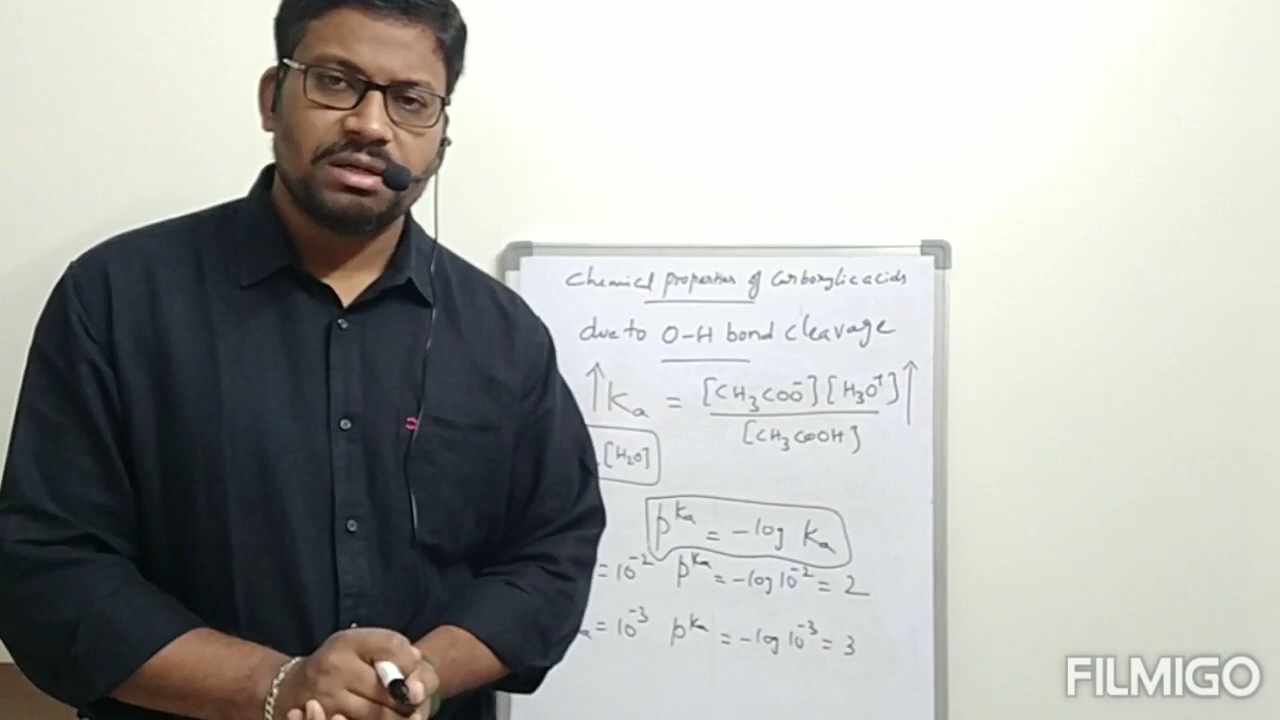 Chemicl properties of Carboxylic acids
due to O-H bond cleavage
↑ Ka = [CH₃COO⁻][H₃O⁺] ↑
[CH₃COOH]
[H₂O]
pKa = -log Ka
= 10⁻² pKa = -log 10⁻² = 2
a = 10⁻³ pKa = -log 10⁻³ = 3
FILMIGO